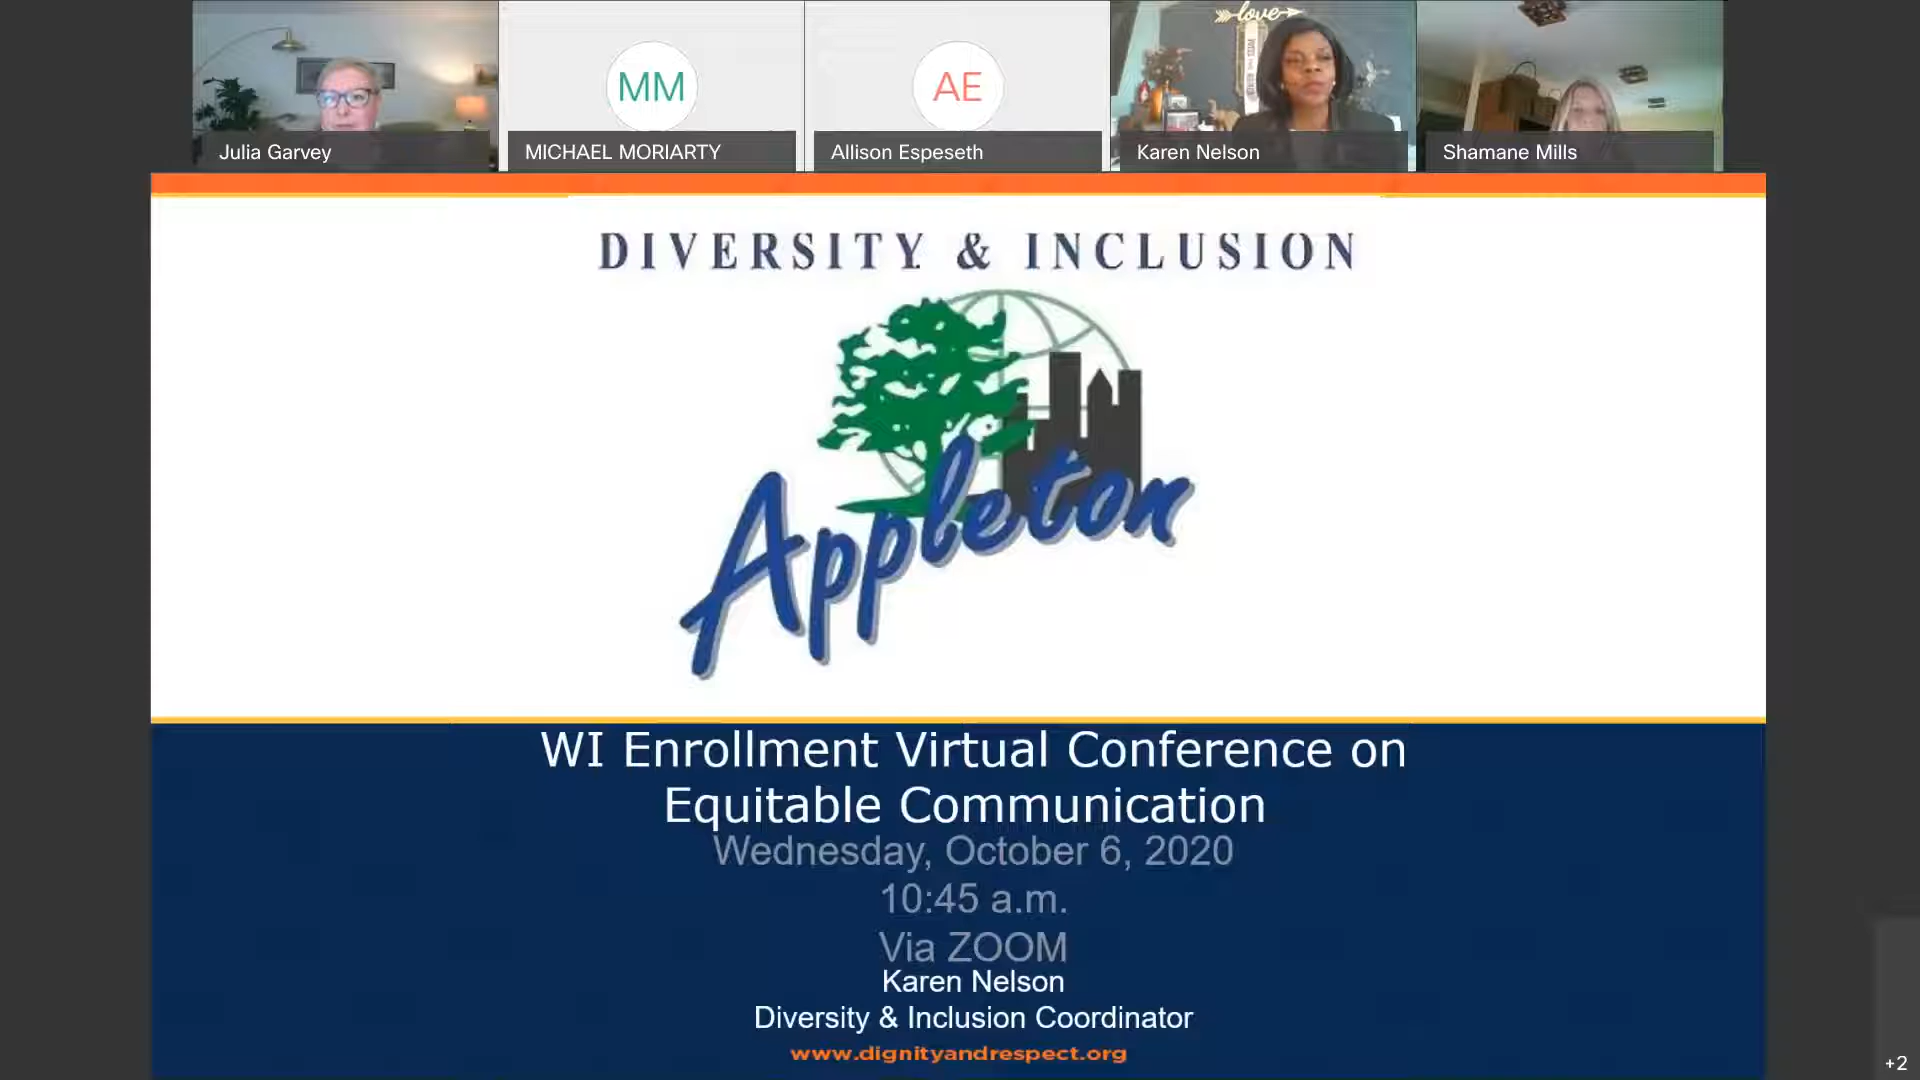 love
Julia Garvey
MM
MICHAEL MORIARTY
AE
Allison Espeseth
Karen Nelson
Shamane Mills
DIVERSITY & INCLUSION
Appleton
WI Enrollment Virtual Conference on
Equitable Communication
Wednesday, October 6, 2020
10:45 a.m.
Via ZOOM
Karen Nelson
Diversity & Inclusion Coordinator
www.dignityandrespect.org
+2